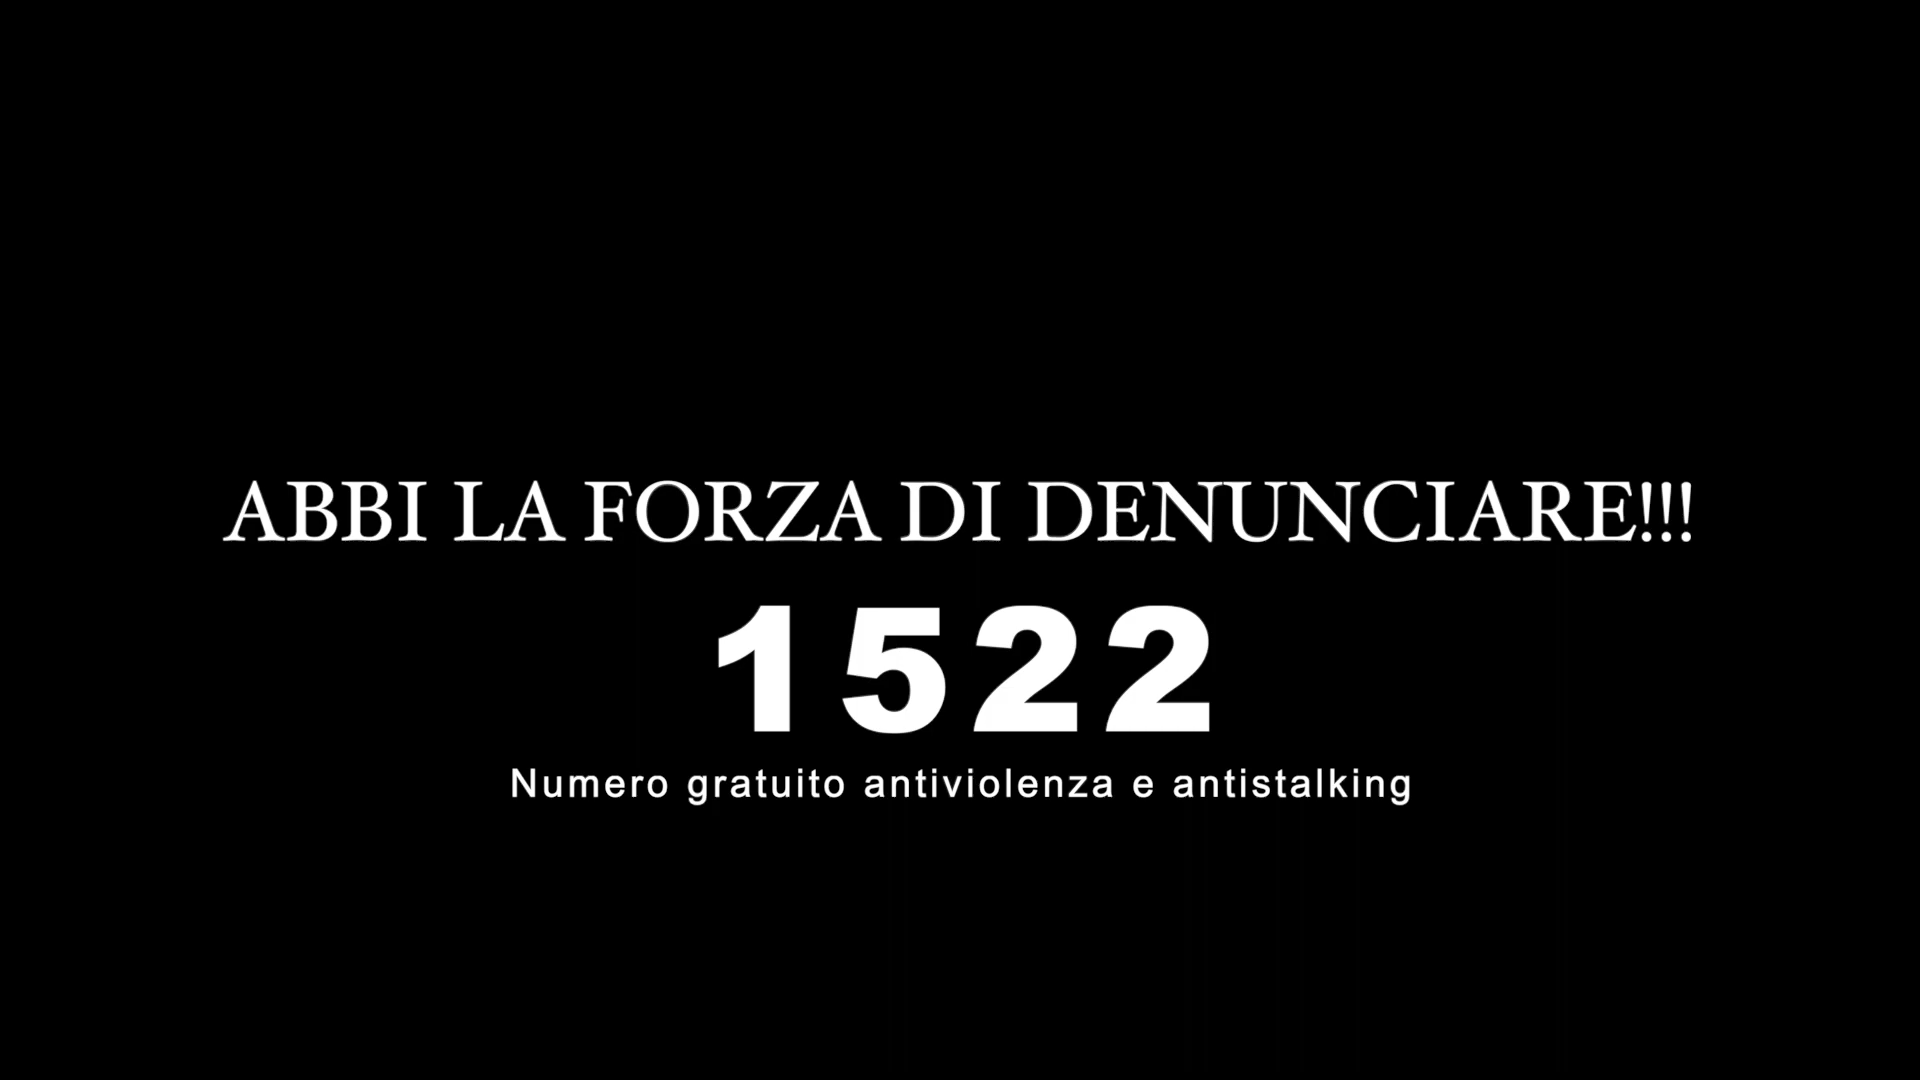 ABBI LA FORZA DI DENUNCIARE!!!
1522
Numero gratuito antiviolenza e antistalking